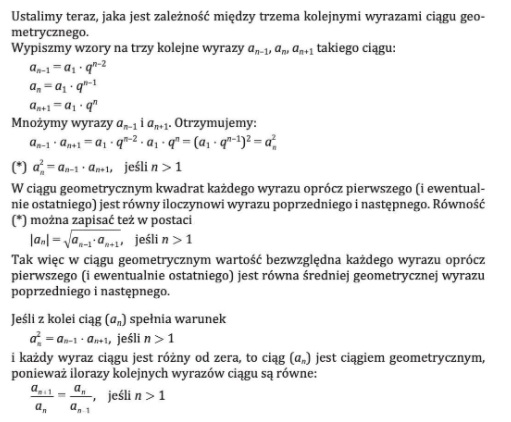 Ustalimy teraz, jaka jest zależność między trzema kolejnymi wyrazami ciągu geo-
metrycznego.
Wypiszmy wzory na trzy kolejne wyrazy aₙ₋₁, aₙ, aₙ₊₁ takiego ciągu:
aₙ₋₁ = a₁ · qⁿ⁻²
aₙ = a₁ · qⁿ⁻¹
aₙ₊₁ = a₁ · qⁿ
Mnożymy wyrazy aₙ₋₁ i aₙ₊₁. Otrzymujemy:
aₙ₋₁ · aₙ₊₁ = a₁ · qⁿ⁻² · a₁ · qⁿ = (a₁ · qⁿ⁻¹)² = aₙ²
(*) aₙ² = aₙ₋₁ · aₙ₊₁, jeśli n > 1
W ciągu geometrycznym kwadrat każdego wyrazu oprócz pierwszego (i ewentual-
nie ostatniego) jest równy iloczynowi wyrazu poprzedniego i następnego. Równość
(*) można zapisać też w postaci
|aₙ| = √(aₙ₋₁·aₙ₊₁), jeśli n > 1
Tak więc w ciągu geometrycznym wartość bezwzględna każdego wyrazu oprócz
pierwszego (i ewentualnie ostatniego) jest równa średniej geometrycznej wyrazu
poprzedniego i następnego.
Jeśli z kolei ciąg (aₙ) spełnia warunek
aₙ² = aₙ₋₁ · aₙ₊₁, jeśli n > 1
i każdy wyraz ciągu jest różny od zera, to ciąg (aₙ) jest ciągiem geometrycznym,
ponieważ ilorazy kolejnych wyrazów ciągu są równe:
aₙ₊₁/aₙ = aₙ/aₙ₋₁, jeśli n > 1